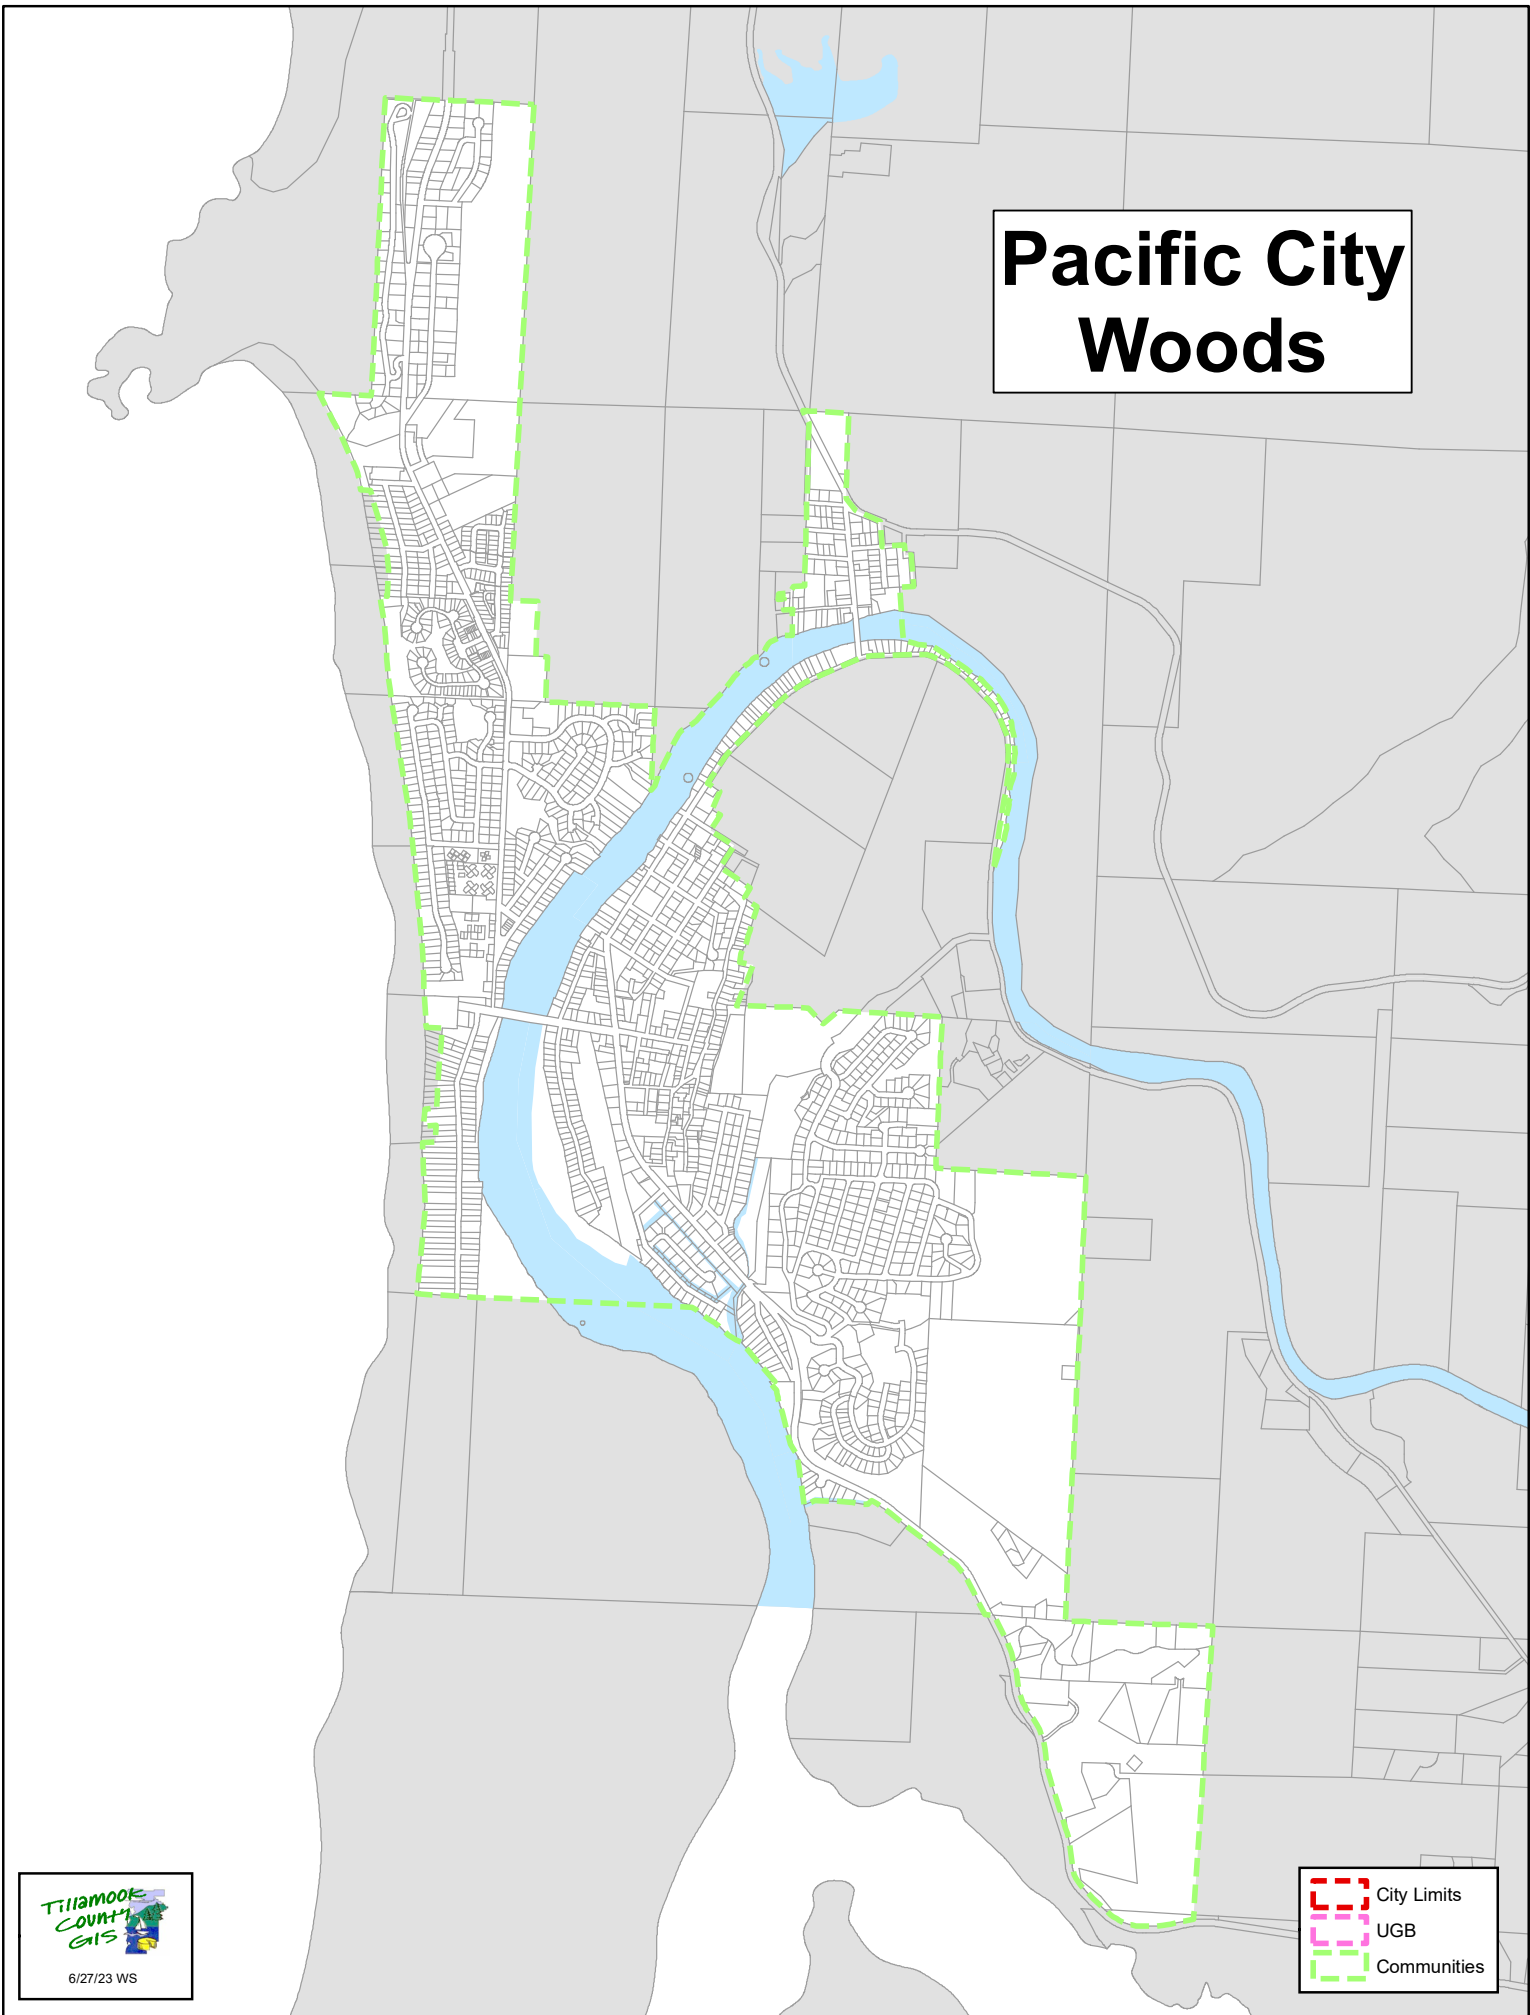 Pacific City
Woods
Tillamook
County
GIS
6/27/23 WS
City Limits
UGB
Communities